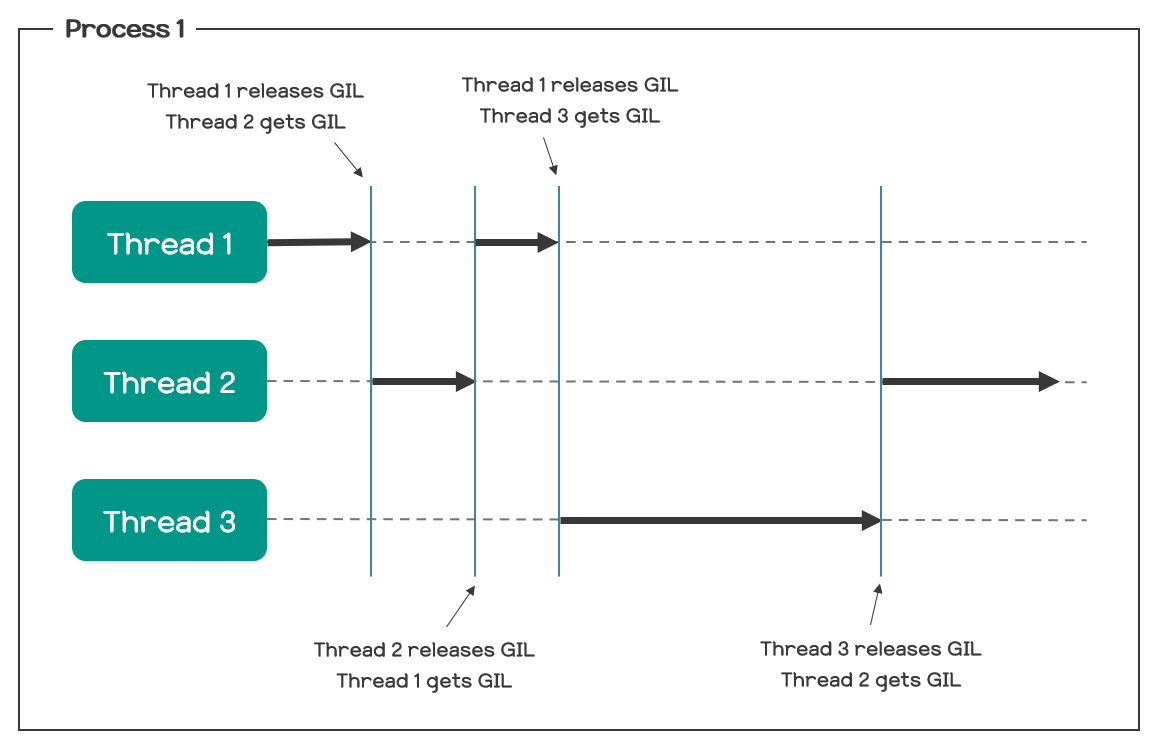 Process 1
Thread 1 releases GIL
Thread 2 gets GIL
Thread 1 releases GIL
Thread 3 gets GIL
Thread 1
Thread 2
Thread 3
Thread 2 releases GIL
Thread 1 gets GIL
Thread 3 releases GIL
Thread 2 gets GIL